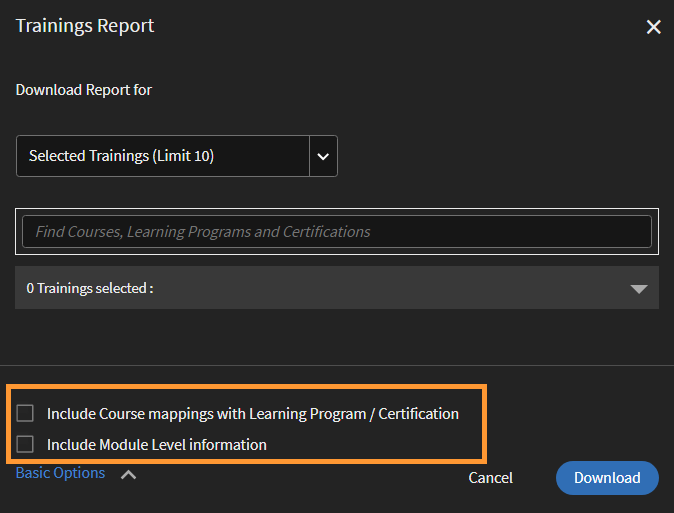 Trainings Report
Download Report for
Selected Trainings (Limit 10)
Find Courses, Learning Programs and Certifications
0 Trainings selected :
Include Course mappings with Learning Program / Certification
Include Module Level information
Basic Options
Cancel
Download